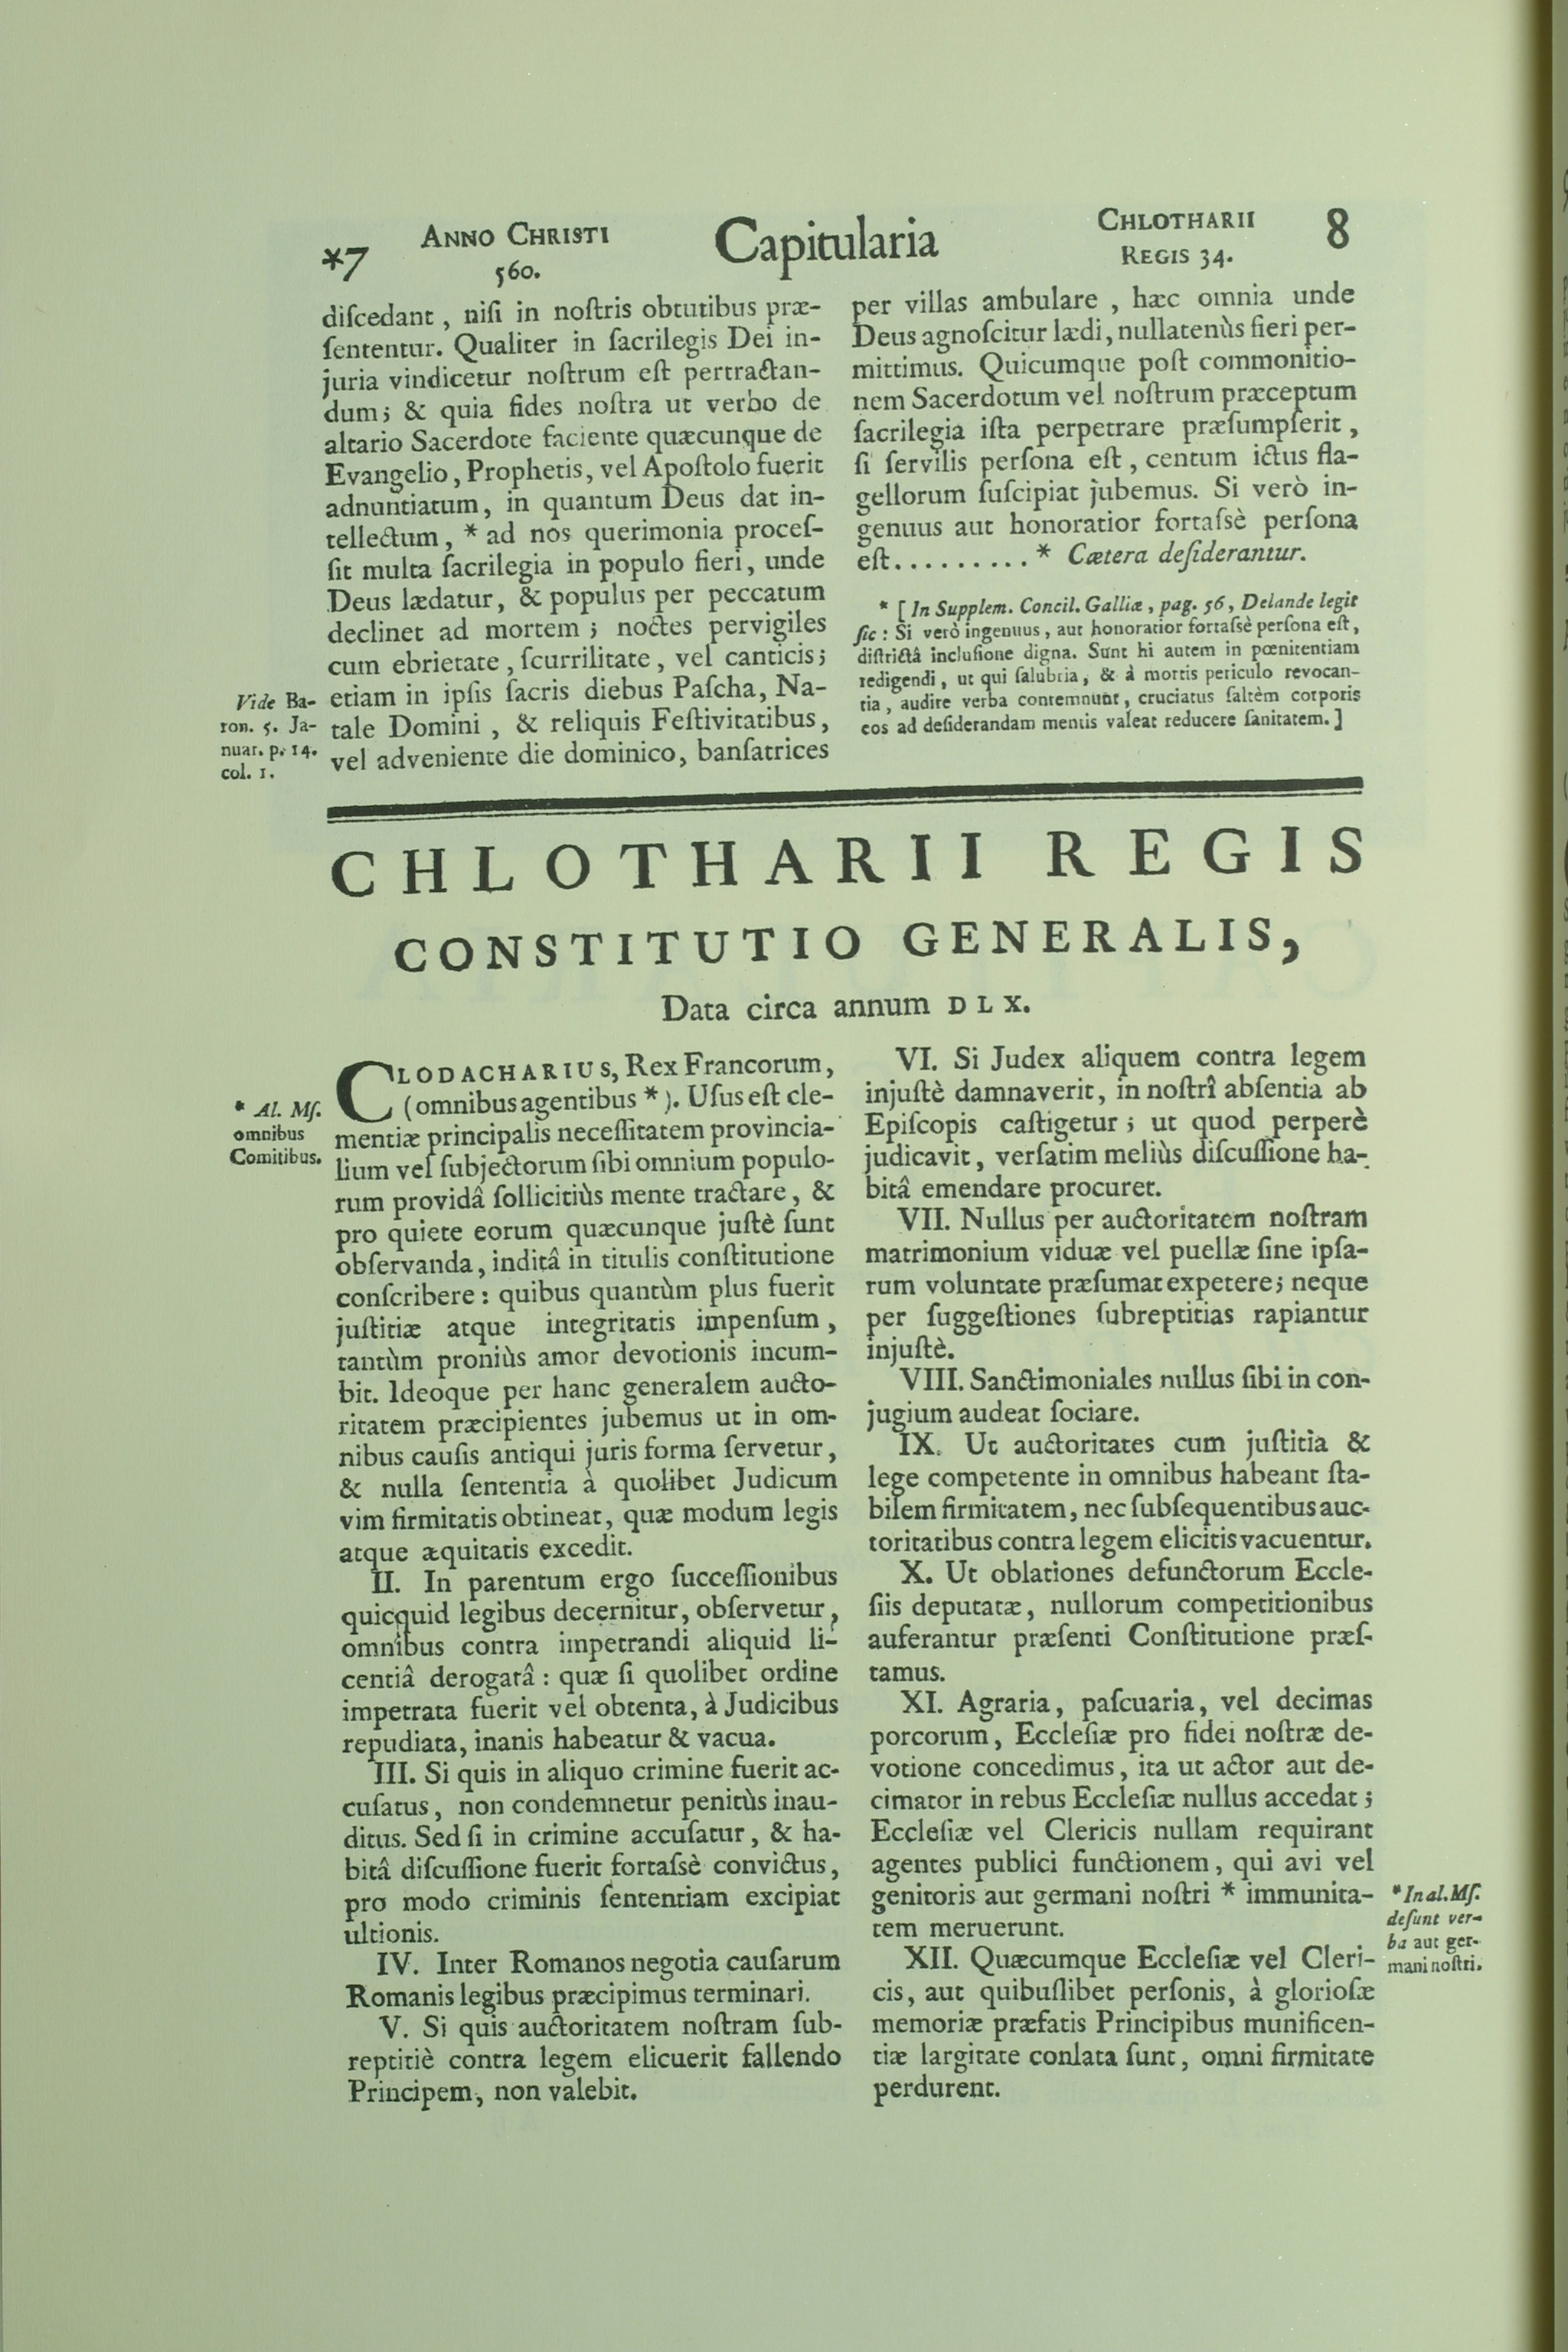 *7
ANNO CHRISTI
560.
Capitularia
CHLOTHARII
REGIS 34.
8
diſcedant, niſi in noſtris obtutibus præ-
ſententur. Qualiter in ſacrilegis Dei in-
juria vindicetur noſtrum eſt pertractan-
dum; & quia fides noſtra ut verbo de
altario Sacerdote faciente quæcunque de
Evangelio, Prophetis, vel Apoſtolo fuerit
adnuntiatum, in quantum Deus dat in-
tellectum, * ad nos querimonia proceſ-
ſit multa ſacrilegia in populo fieri, unde
Deus lædatur, & populus per peccatum
declinet ad mortem; noctes pervigiles
cum ebrietate, ſcurrilitate, vel canticis;
etiam in ipſis ſacris diebus Paſcha, Na-
tale Domini, & reliquis Feſtivitatibus,
vel adveniente die dominico, banſatrices
Vide Ba-
ron. 5. Ja-
nuar. p. 14.
col. 1.
per villas ambulare, hæc omnia unde
Deus agnoſcitur lædi, nullatenùs fieri per-
mittimus. Quicumque poſt commonitio-
nem Sacerdotum vel noſtrum præceptum
ſacrilegia iſta perpetrare præſumpſerit,
ſi ſervilis perſona eſt, centum ictus fla-
gellorum ſuſcipiat jubemus. Si verò in-
genuus aut honoratior fortaſsè perſona
eſt.........* Cætera deſiderantur.
* [ In Supplem. Concil. Galliæ, pag. 56, Delande legit
ſic: Si verò ingenuus, aut honoratior fortaſsè perſona eſt,
diſtrictâ incluſione digna. Sunt hi autem in pœnitentiam
redigendi, ut qui ſalubria, & à mortis periculo revocan-
tia, audire verba contemnunt, cruciatus ſaltèm corporis
eos ad deſiderandam mentis valeat reducere ſanitatem. ]
CHLOTHARII REGIS
CONSTITUTIO GENERALIS,
Data circa annum DLX.
CLODACHARIUS, Rex Francorum,
(omnibus agentibus *). Uſus eſt cle-
mentiæ principalis neceſſitatem provincia-
lium vel ſubjectorum ſibi omnium populo-
rum providâ ſollicitiùs mente tractare, &
pro quiete eorum quæcunque juſtè ſunt
obſervanda, inditâ in titulis conſtitutione
conſcribere: quibus quantùm plus fuerit
juſtitiæ atque integritatis impenſum,
tantùm proniùs amor devotionis incum-
bit. Ideoque per hanc generalem aucto-
ritatem præcipientes jubemus ut in om-
nibus cauſis antiqui juris forma ſervetur,
& nulla ſententia à quolibet Judicum
vim firmitatis obtineat, quæ modum legis
atque æquitatis excedit.
II. In parentum ergo ſucceſſionibus
quicquid legibus decernitur, obſervetur,
omnibus contra impetrandi aliquid li-
centiâ derogatâ: quæ ſi quolibet ordine
impetrata fuerit vel obtenta, à Judicibus
repudiata, inanis habeatur & vacua.
III. Si quis in aliquo crimine fuerit ac-
cuſatus, non condemnetur penitùs inau-
ditus. Sed ſi in crimine accuſatur, & ha-
bitâ diſcuſſione fuerit fortaſsè convictus,
pro modo criminis ſententiam excipiat
ultionis.
IV. Inter Romanos negotia cauſarum
Romanis legibus præcipimus terminari.
V. Si quis auctoritatem noſtram ſub-
reptitiè contra legem elicuerit fallendo
Principem, non valebit.
* Al. Mſ.
omnibus
Comitibus.
VI. Si Judex aliquem contra legem
injuſtè damnaverit, in noſtrî abſentia ab
Epiſcopis caſtigetur; ut quod perperè
judicavit, verſatim meliùs diſcuſſione ha-
bitâ emendare procuret.
VII. Nullus per auctoritatem noſtram
matrimonium viduæ vel puellæ ſine ipſa-
rum voluntate præſumat expetere; neque
per ſuggeſtiones ſubreptitias rapiantur
injuſtè.
VIII. Sanctimoniales nullus ſibi in con-
jugium audeat ſociare.
IX. Ut auctoritates cum juſtitia &
lege competente in omnibus habeant ſta-
bilem firmitatem, nec ſubſequentibus auc-
toritatibus contra legem elicitis vacuentur.
X. Ut oblationes defunctorum Eccle-
ſiis deputatæ, nullorum competitionibus
auferantur præſenti Conſtitutione præſ-
tamus.
XI. Agraria, paſcuaria, vel decimas
porcorum, Eccleſiæ pro fidei noſtræ de-
votione concedimus, ita ut actor aut de-
cimator in rebus Eccleſiæ nullus accedat;
Eccleſiæ vel Clericis nullam requirant
agentes publici functionem, qui avi vel
genitoris aut germani noſtri * immunita-
tem meruerunt.
XII. Quæcumque Eccleſiæ vel Cleri-
cis, aut quibuſlibet perſonis, à glorioſæ
memoriæ præfatis Principibus munificen-
tiæ largitate conlata ſunt, omni firmitate
perdurent.
* In al. Mſ.
deſunt ver-
ba aut ger-
mani noſtri.